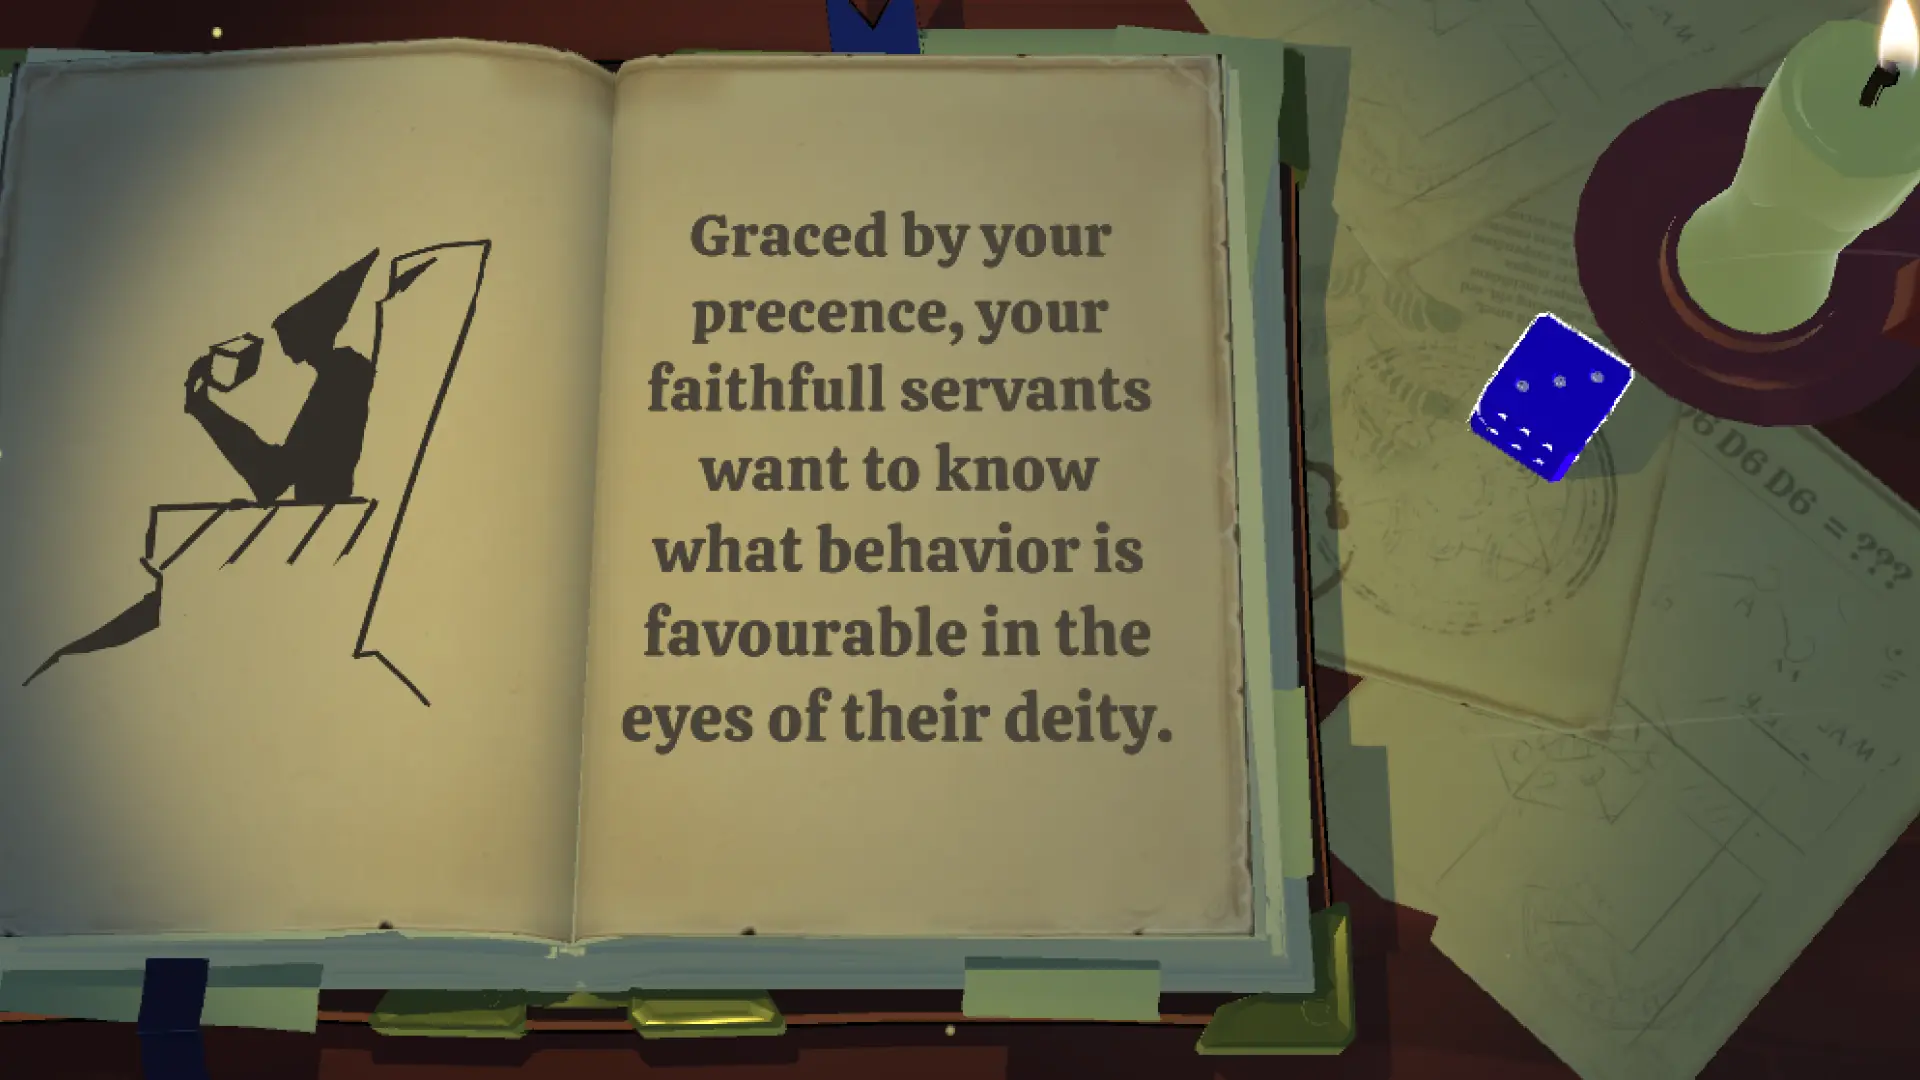 Graced by your
precence, your
faithfull servants
want to know
what behavior is
favourable in the
eyes of their deity.
D6 D6 = ???